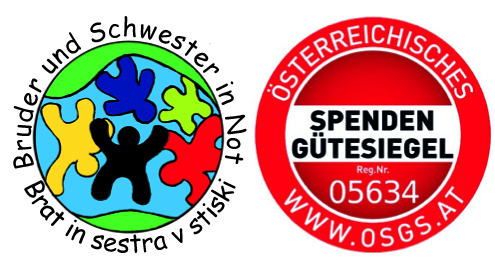 Bruder und Schwester in Not
Brat in sestra v stiski
ÖSTERREICHISCHES
SPENDEN
GÜTESIEGEL
Reg.Nr.
05634
WWW.OSGS.AT